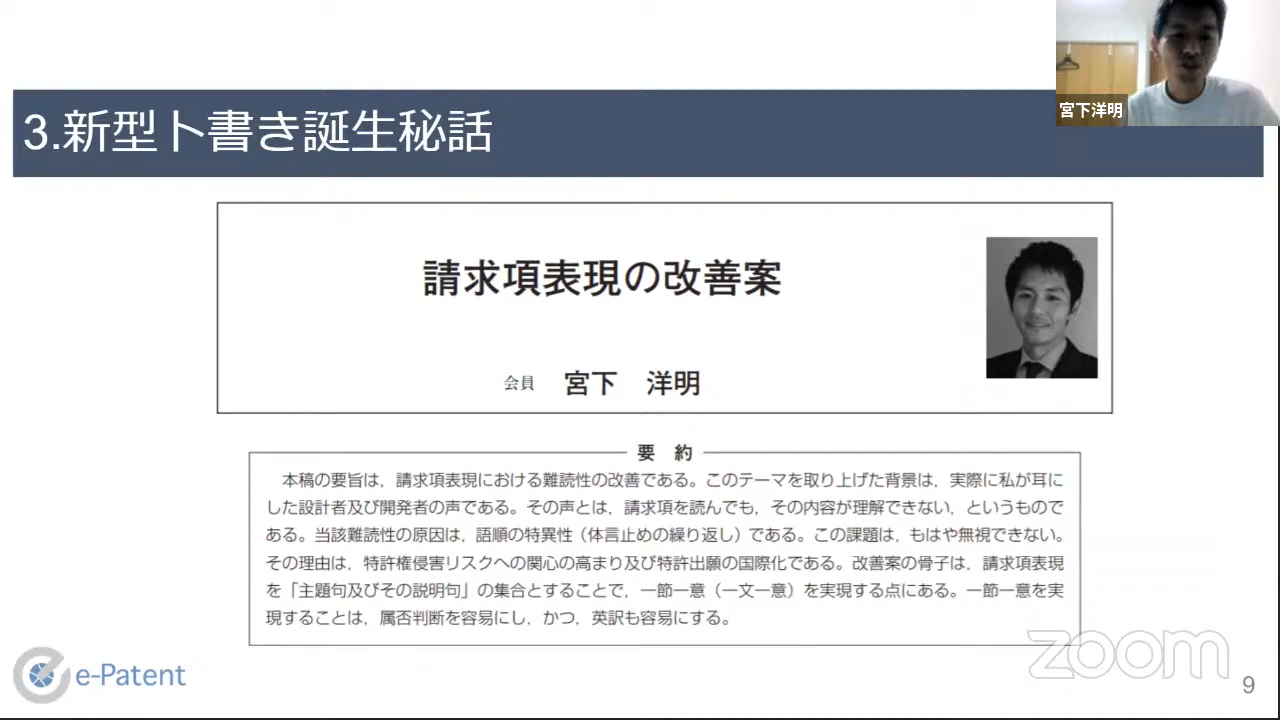 宮下洋明
3.新型ト書き誕生秘話
請求項表現の改善案
会員 宮下 洋明
要 約
本稿の要旨は，請求項表現における難読性の改善である。このテーマを取り上げた背景は，実際に私が耳に
した設計者及び開発者の声である。その声とは，請求項を読んでも，その内容が理解できない，というもので
ある。当該難読性の原因は，語順の特異性（体言止めの繰り返し）である。この課題は，もはや無視できない。
その理由は，特許権侵害リスクへの関心の高まり及び特許出願の国際化である。改善案の骨子は，請求項表現
を「主題句及びその説明句」の集合とすることで，一節一意（一文一意）を実現する点にある。一節一意を実
現することは，属否判断を容易にし，かつ，英訳も容易にする。
e-Patent
zoom
9